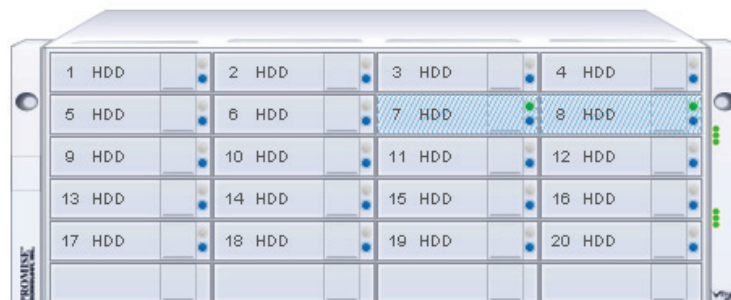 1 HDD 2 HDD 3 HDD 4 HDD
5 HDD 6 HDD 7 HDD 8 HDD
9 HDD 10 HDD 11 HDD 12 HDD
13 HDD 14 HDD 15 HDD 16 HDD
17 HDD 18 HDD 19 HDD 20 HDD
PROMISE